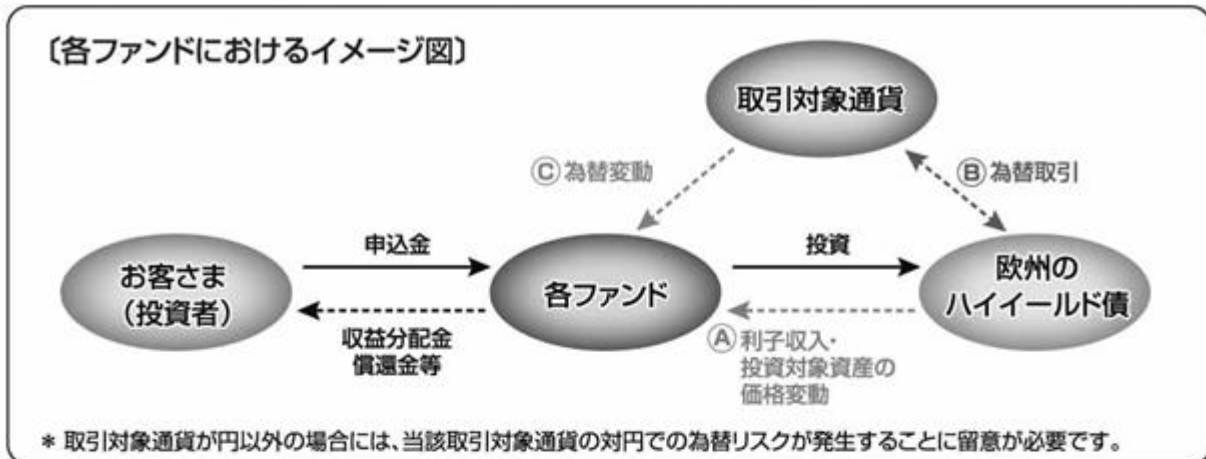 〔各ファンドにおけるイメージ図〕
取引対象通貨
Ⓒ為替変動
Ⓑ為替取引
お客さま
（投資者）
申込金
収益分配金
償還金等
各ファンド
投資
Ⓐ利子収入・
投資対象資産の
価格変動
欧州の
ハイイールド債
* 取引対象通貨が円以外の場合には、当該取引対象通貨の対円での為替リスクが発生することに留意が必要です。